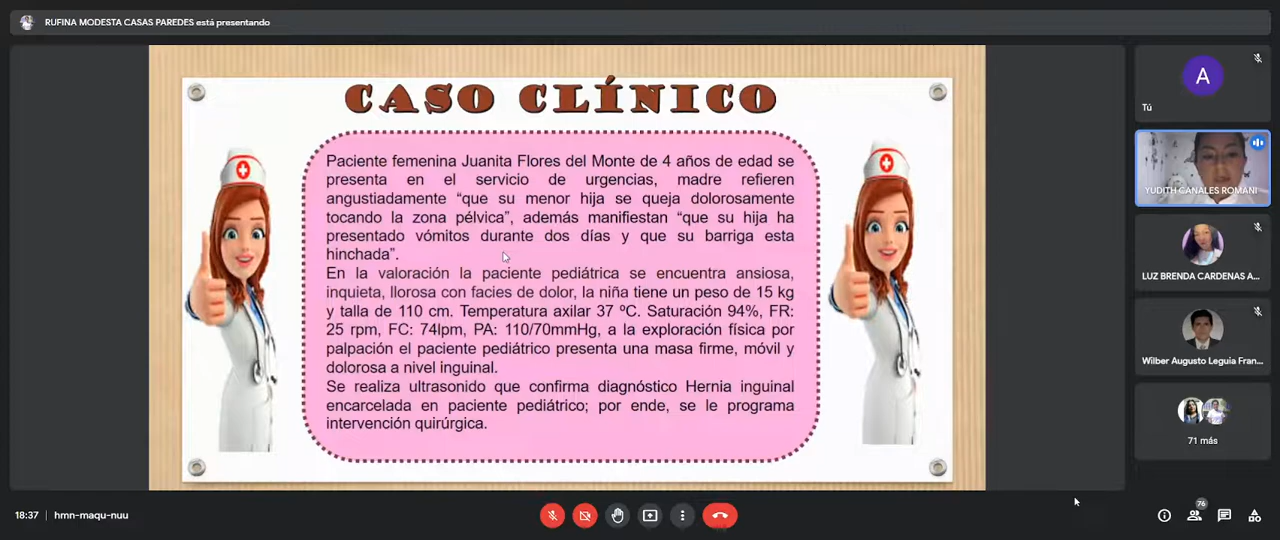 RUFINA MODESTA CASAS PAREDES está presentando
CASO CLÍNICO
Paciente femenina Juanita Flores del Monte de 4 años de edad se
presenta en el servicio de urgencias, madre refieren
angustiadamente “que su menor hija se queja dolorosamente
tocando la zona pélvica”, además manifiestan “que su hija ha
presentado vómitos durante dos días y que su barriga esta
hinchada”.
En la valoración la paciente pediátrica se encuentra ansiosa,
inquieta, llorosa con facies de dolor, la niña tiene un peso de 15 kg
y talla de 110 cm. Temperatura axilar 37 ºC. Saturación 94%, FR:
25 rpm, FC: 74lpm, PA: 110/70mmHg, a la exploración física por
palpación el paciente pediátrico presenta una masa firme, móvil y
dolorosa a nivel inguinal.
Se realiza ultrasonido que confirma diagnóstico Hernia inguinal
encarcelada en paciente pediátrico; por ende, se le programa
intervención quirúrgica.
A
Tú
YUDITH CANALES ROMANI
LUZ BRENDA CARDENAS A...
Wilber Augusto Leguia Fran...
71 más
18:37 | hmn-maqu-nuu
76